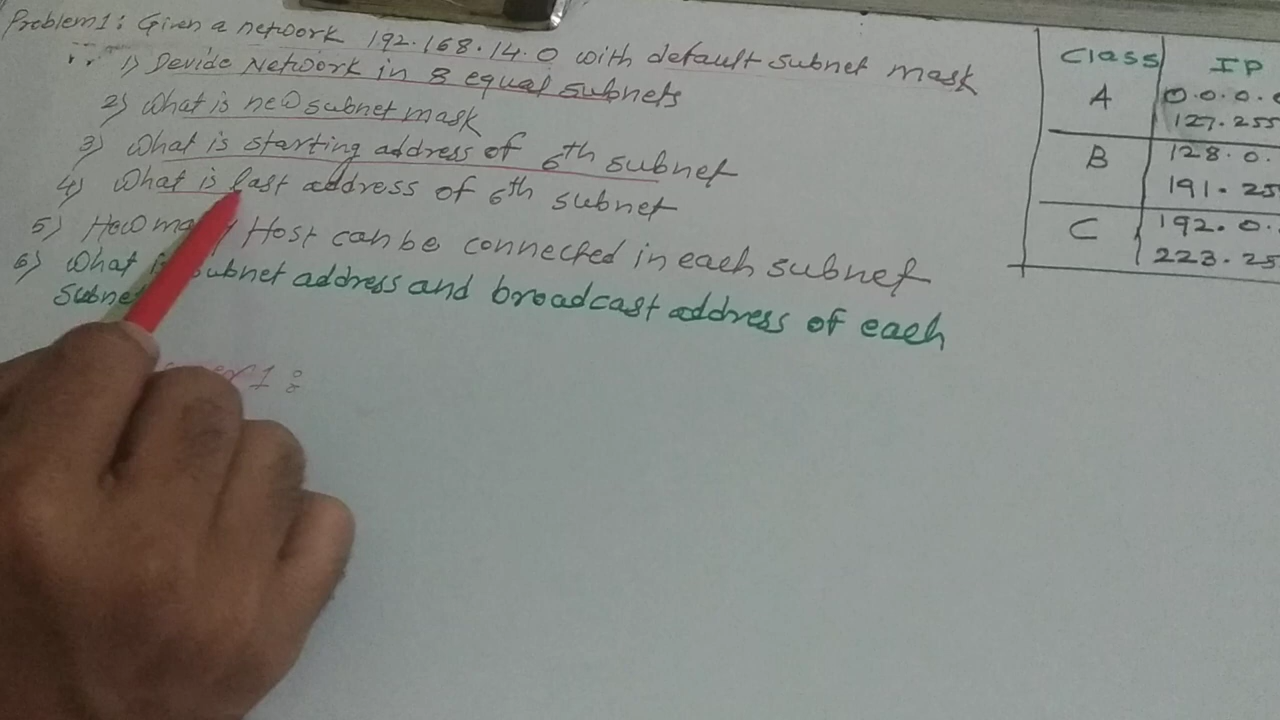 Problem1: Given a network 192.168.14.0 with default subnet mask
1) Devide Network in 8 equal subnets
2) What is new subnet mask
3) What is starting address of 6th subnet
4) What is last address of 6th subnet
5) How Host can be connected in each subnet
6) What subnet address and broadcast address of each
Subne
1:
Class IP
A 0.0.0.
127.255
B 128.0.
191.25
C 192.0.
223.25